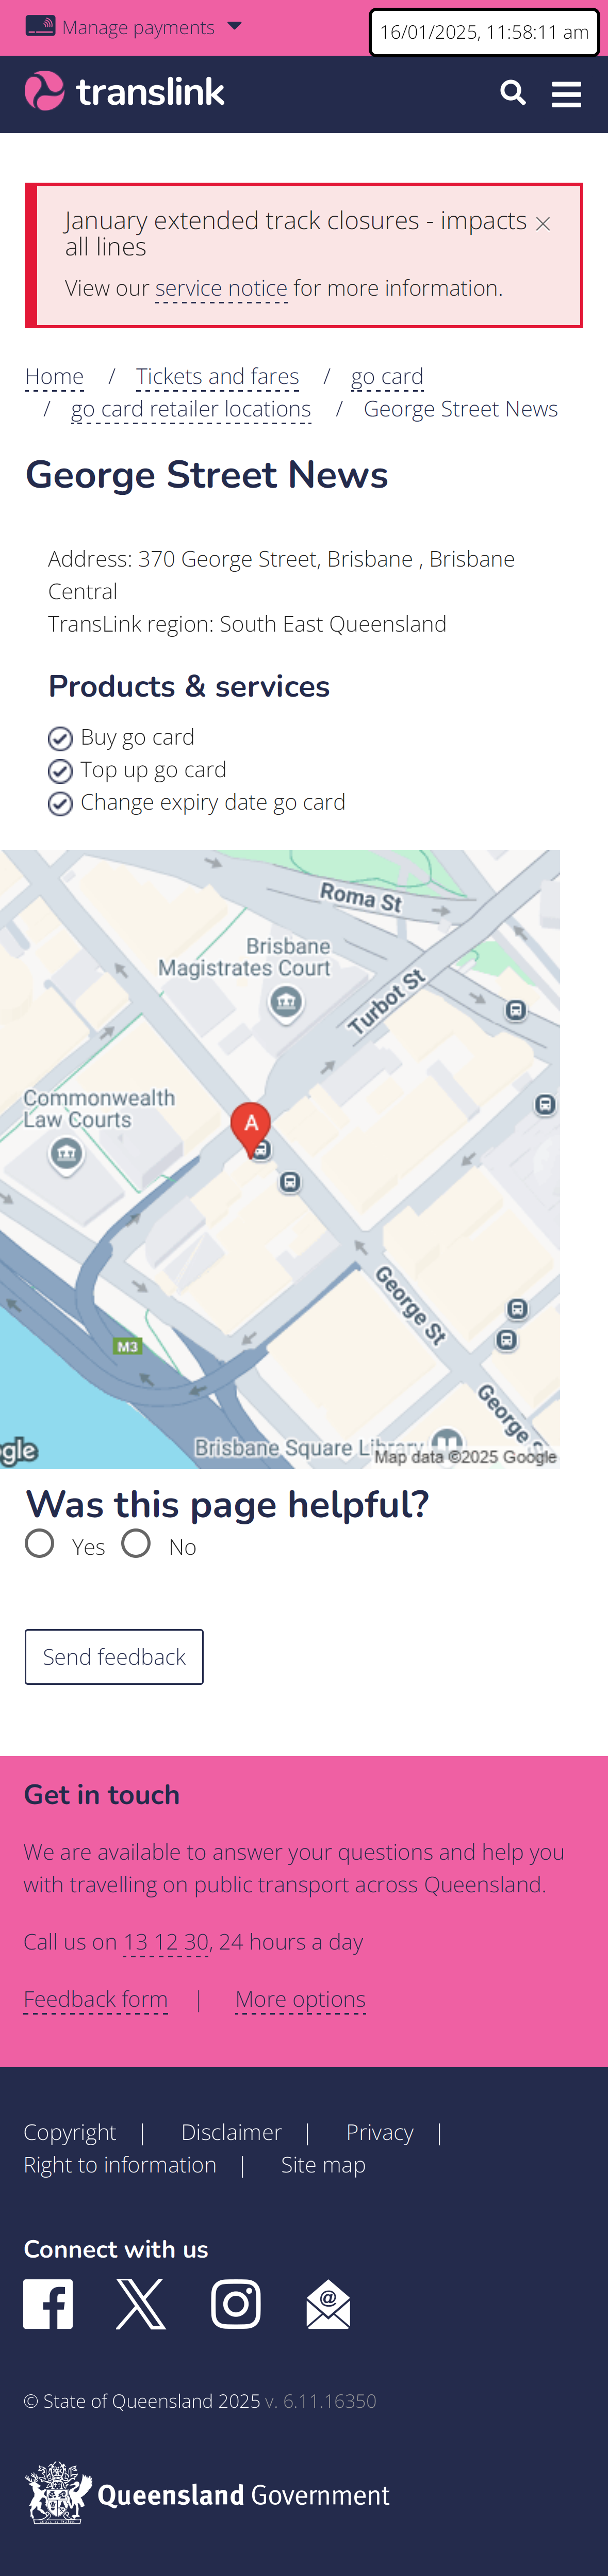 Manage payments
16/01/2025, 11:58:11 am
translink
January extended track closures - impacts
all lines
View our service notice for more information.
Home / Tickets and fares / go card
/ go card retailer locations / George Street News
George Street News
Address: 370 George Street, Brisbane , Brisbane
Central
TransLink region: South East Queensland
Products & services
Buy go card
Top up go card
Change expiry date go card
Roma St
Brisbane
Magistrates Court
Turbot St
Commonwealth
Law Courts
A
George St
M3
George S
Brisbane Square Library
gle
Map data ©2025 Google
Was this page helpful?
Yes No
Send feedback
Get in touch
We are available to answer your questions and help you
with travelling on public transport across Queensland.
Call us on 13 12 30, 24 hours a day
Feedback form | More options
Copyright | Disclaimer | Privacy |
Right to information | Site map
Connect with us
@
© State of Queensland 2025 v. 6.11.16350
Queensland Government